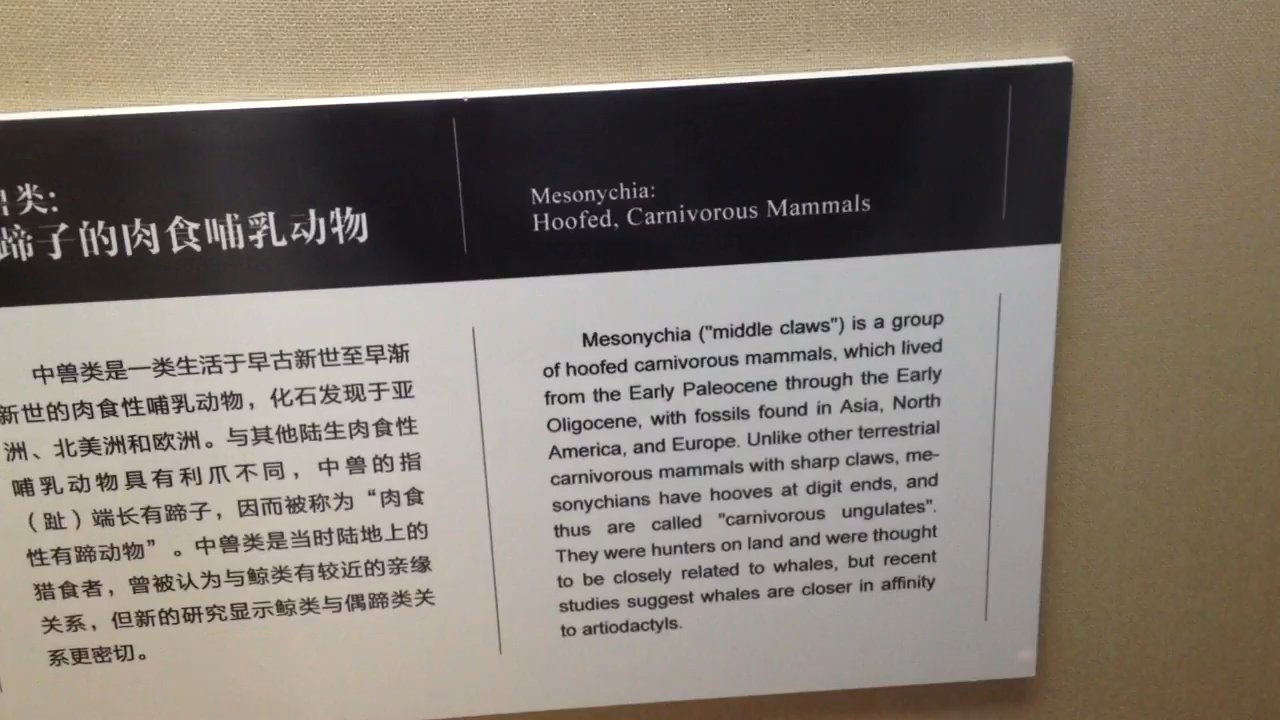 类:
蹄子的肉食哺乳动物
Mesonychia:
Hoofed, Carnivorous Mammals
中兽类是一类生活于早古新世至早渐
新世的肉食性哺乳动物，化石发现于亚
洲、北美洲和欧洲。与其他陆生肉食性
哺乳动物具有利爪不同，中兽的指
（趾）端长有蹄子，因而被称为“肉食
性有蹄动物”。中兽类是当时陆地上的
猎食者，曾被认为与鲸类有较近的亲缘
关系，但新的研究显示鲸类与偶蹄类关
系更密切。
Mesonychia ("middle claws") is a group
of hoofed carnivorous mammals, which lived
from the Early Paleocene through the Early
Oligocene, with fossils found in Asia, North
America, and Europe. Unlike other terrestrial
carnivorous mammals with sharp claws, me-
sonychians have hooves at digit ends, and
thus are called "carnivorous ungulates".
They were hunters on land and were thought
to be closely related to whales, but recent
studies suggest whales are closer in affinity
to artiodactyls.